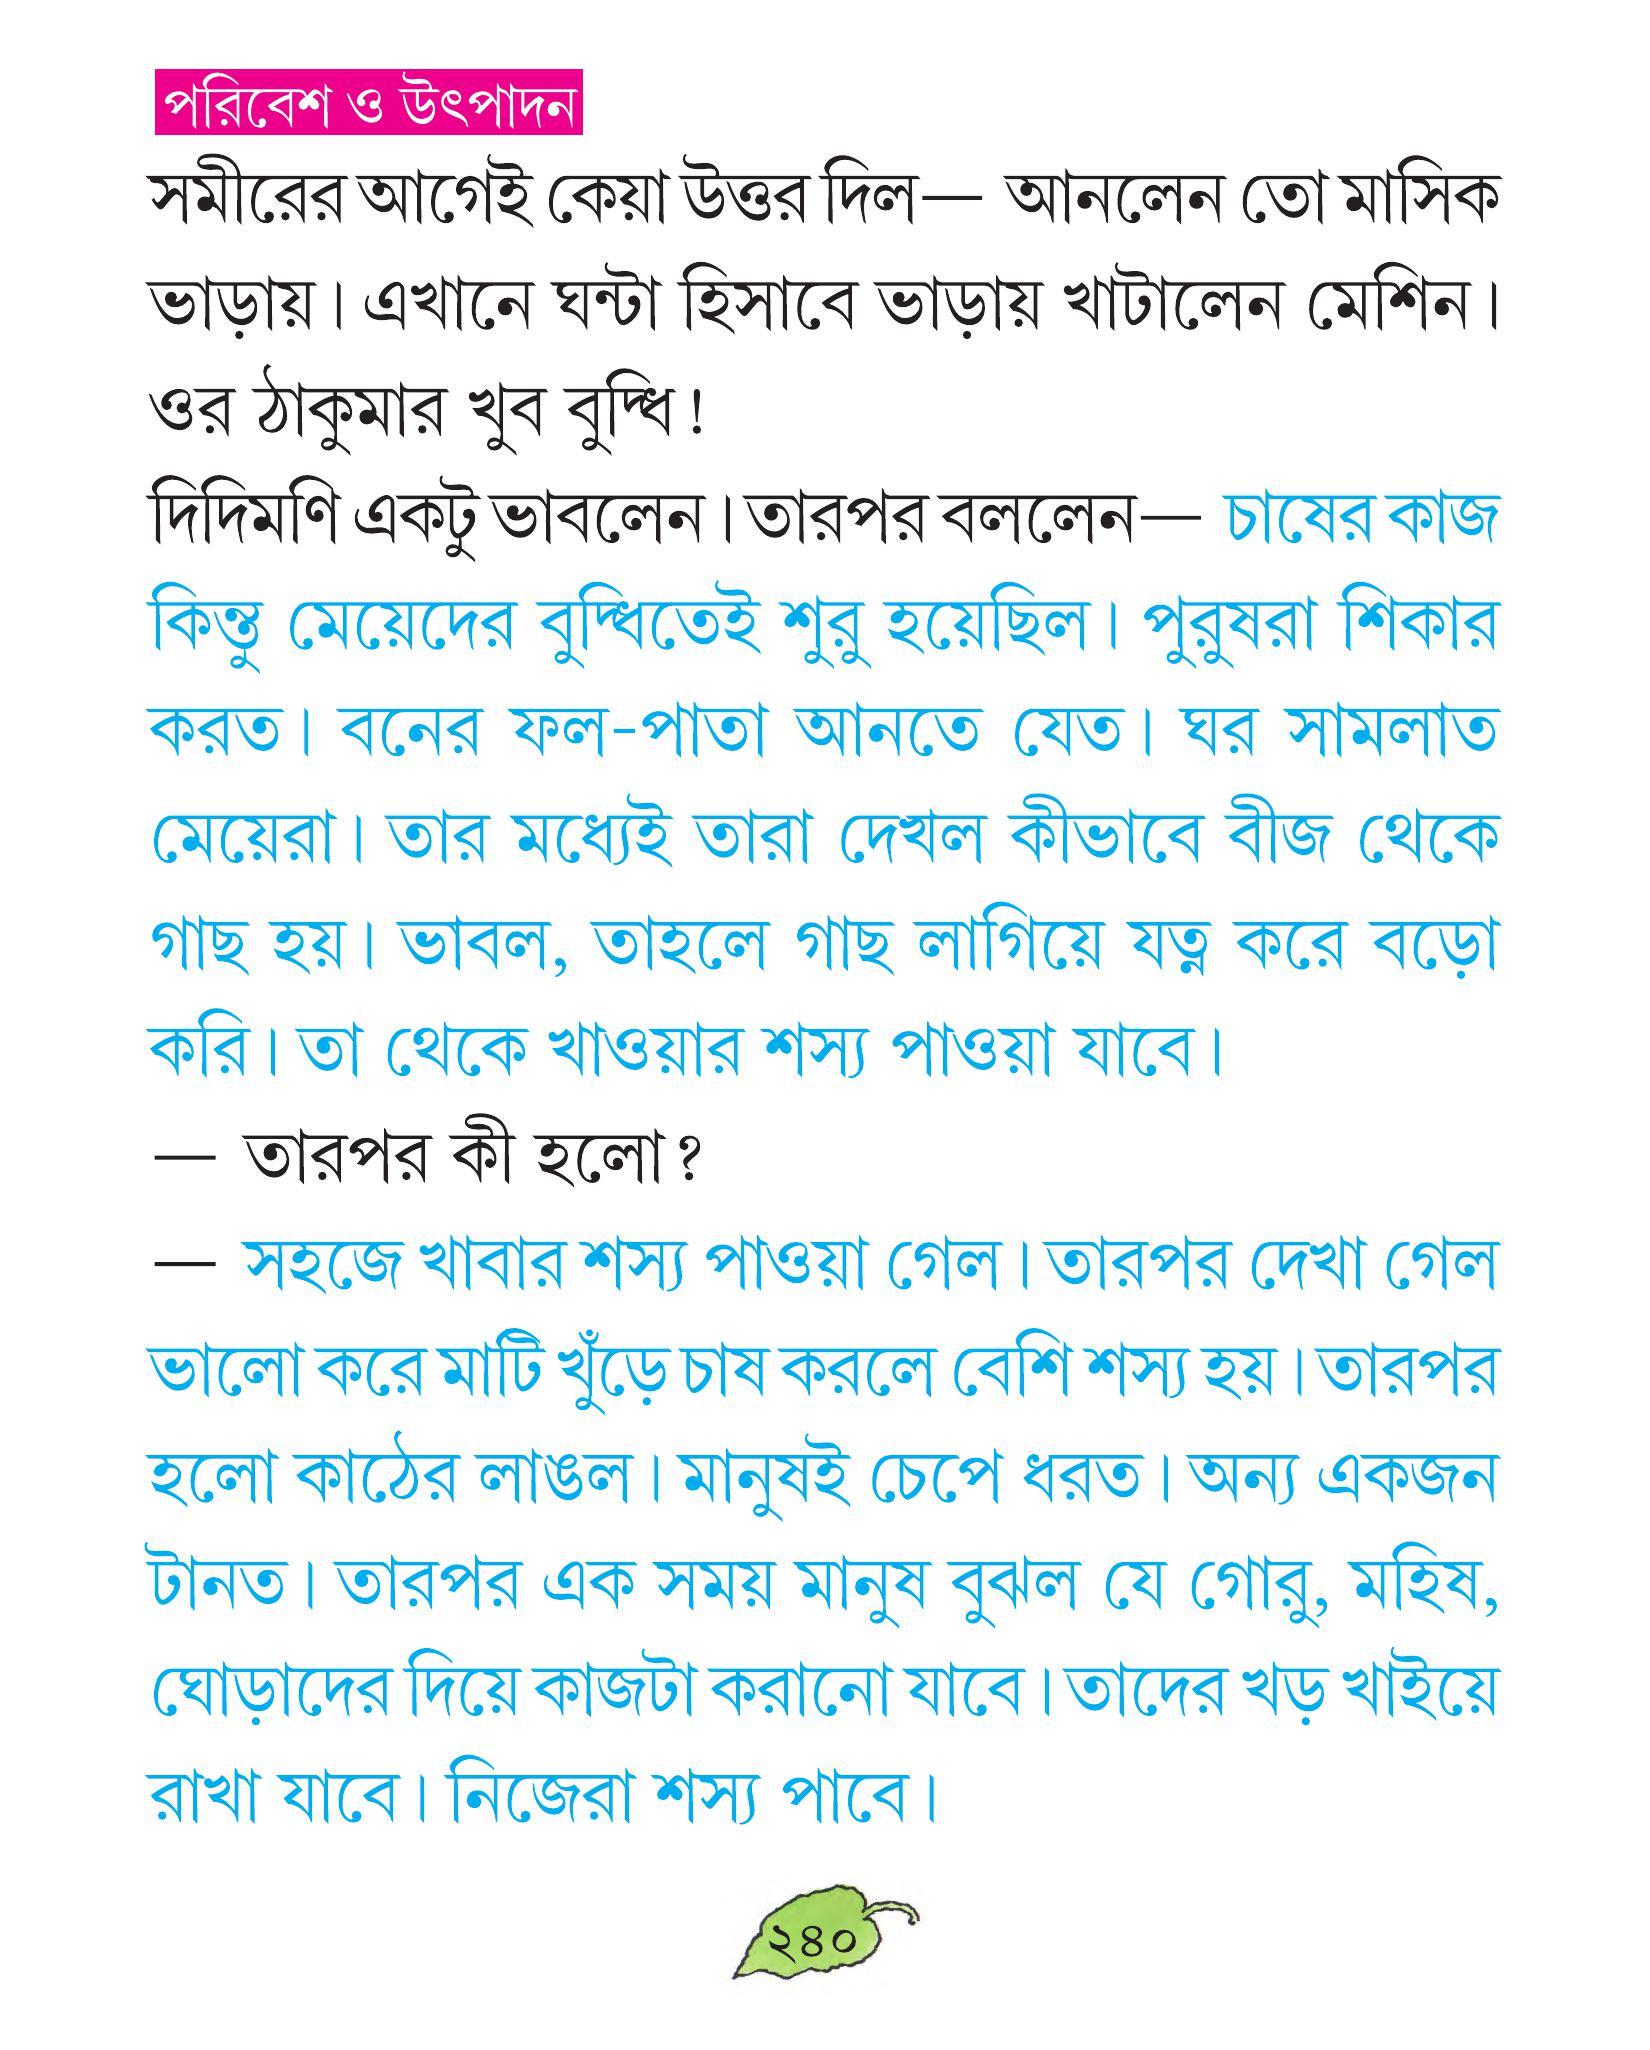 পরিবেশ ও উৎপাদন
সমীরের আগেই কেয়া উত্তর দিল— আনলেন তো মাসিক
ভাড়ায়। এখানে ঘন্টা হিসাবে ভাড়ায় খাটালেন মেশিন।
ওর ঠাকুমার খুব বুদ্ধি!
দিদিমণি একটু ভাবলেন। তারপর বললেন— চাষের কাজ
কিন্তু মেয়েদের বুদ্ধিতেই শুরু হয়েছিল। পুরুষরা শিকার
করত। বনের ফল-পাতা আনতে যেত। ঘর সামলাত
মেয়েরা। তার মধ্যেই তারা দেখল কীভাবে বীজ থেকে
গাছ হয়। ভাবল, তাহলে গাছ লাগিয়ে যত্ন করে বড়ো
করি। তা থেকে খাওয়ার শস্য পাওয়া যাবে।
— তারপর কী হলো?
— সহজে খাবার শস্য পাওয়া গেল। তারপর দেখা গেল
ভালো করে মাটি খুঁড়ে চাষ করলে বেশি শস্য হয়। তারপর
হলো কাঠের লাঙল। মানুষই চেপে ধরত। অন্য একজন
টানত। তারপর এক সময় মানুষ বুঝল যে গোরু, মহিষ,
ঘোড়াদের দিয়ে কাজটা করানো যাবে। তাদের খড় খাইয়ে
রাখা যাবে। নিজেরা শস্য পাবে।
২৪০